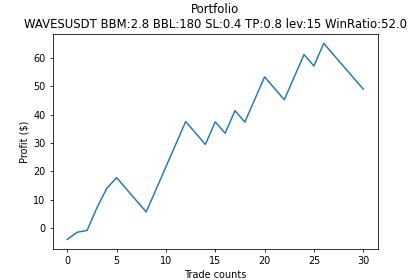 Portfolio
WAVESUSDT BBM:2.8 BBL:180 SL:0.4 TP:0.8 lev:15 WinRatio:52.0
60
50
40
30
20
10
0
Profit ($)
0 5 10 15 20 25 30
Trade counts